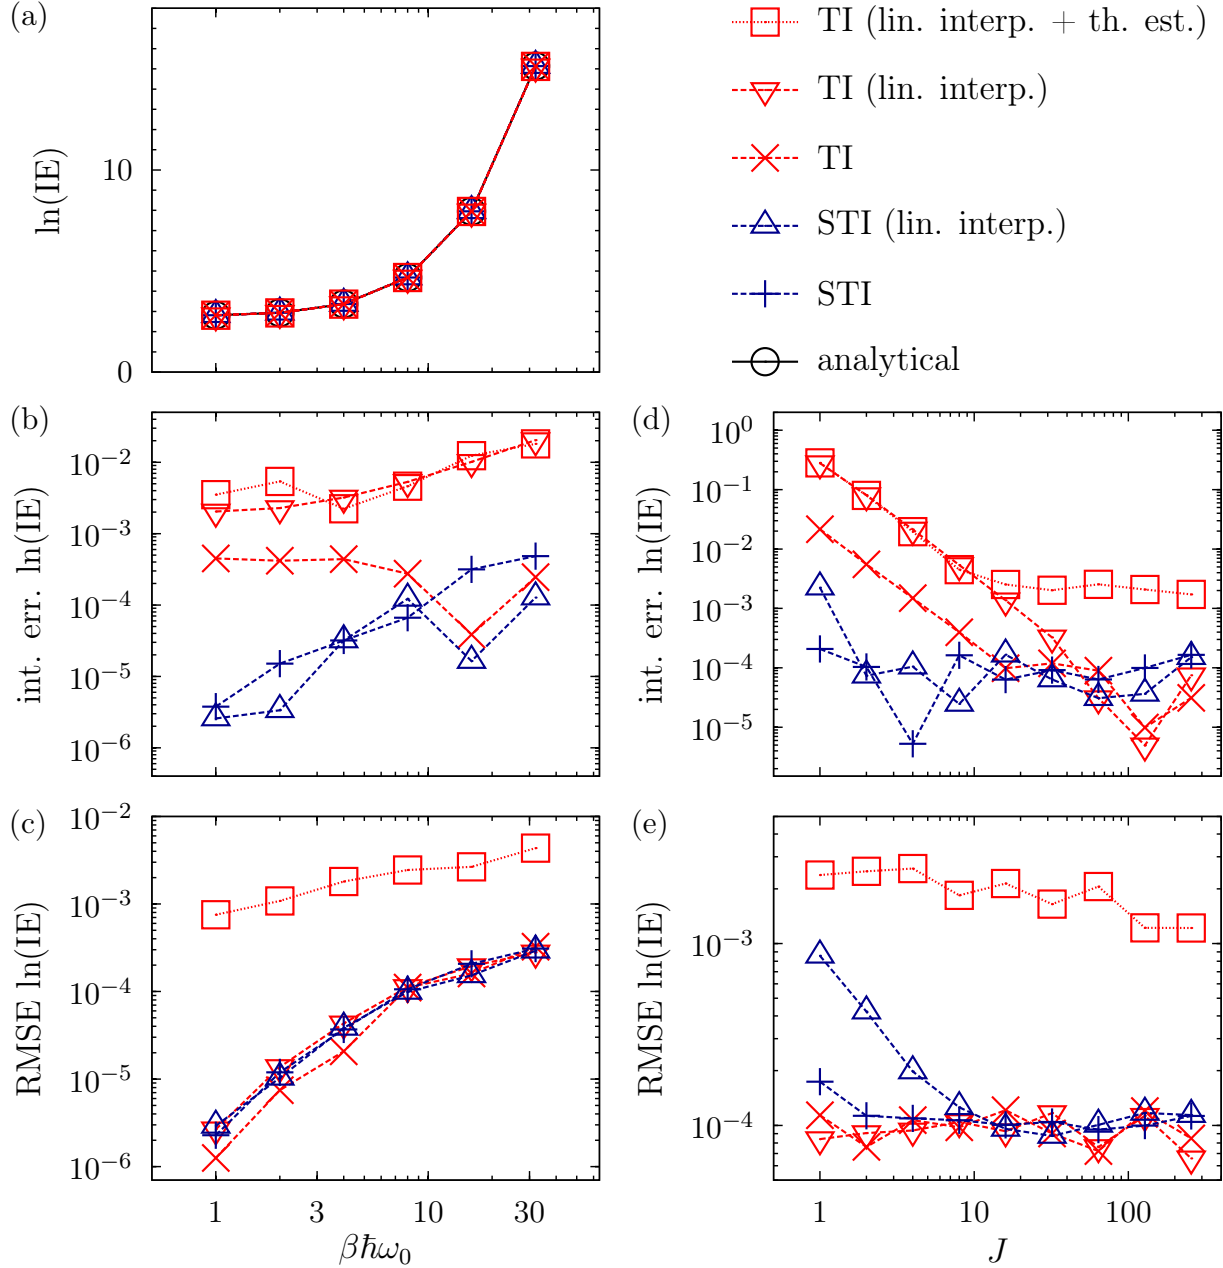 (a)
ln(IE)
10
0
TI (lin. interp. + th. est.)
TI (lin. interp.)
TI
STI (lin. interp.)
STI
analytical
(b)
int. err. ln(IE)
10⁻²
10⁻³
10⁻⁴
10⁻⁵
10⁻⁶
(d)
int. err. ln(IE)
10⁰
10⁻¹
10⁻²
10⁻³
10⁻⁴
10⁻⁵
(c)
RMSE ln(IE)
10⁻²
10⁻³
10⁻⁴
10⁻⁵
10⁻⁶
1 3 10 30
βħω₀
(e)
RMSE ln(IE)
10⁻³
10⁻⁴
1 10 100
J